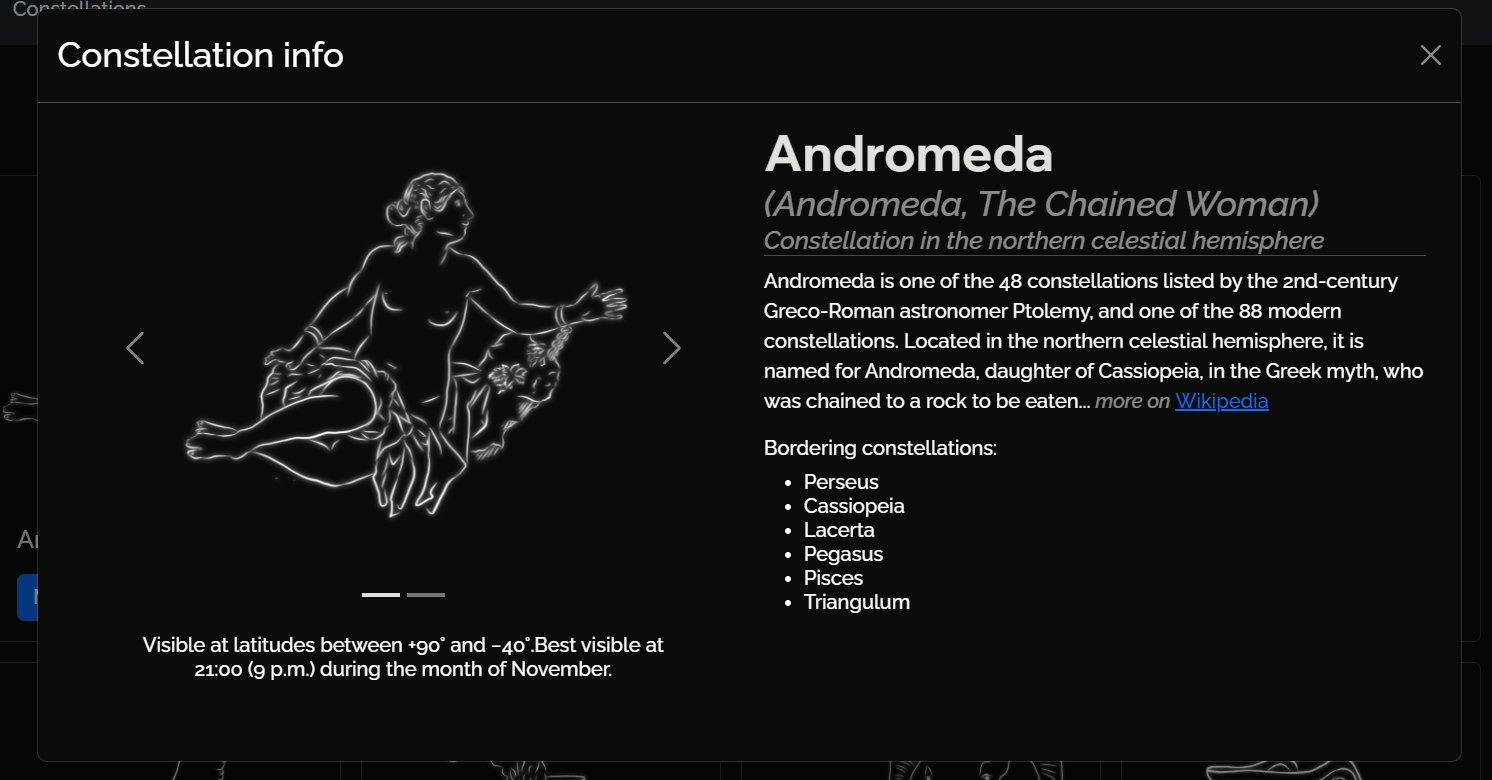 Constellations
Constellation info
Andromeda
(Andromeda, The Chained Woman)
Constellation in the northern celestial hemisphere
Andromeda is one of the 48 constellations listed by the 2nd-century
Greco-Roman astronomer Ptolemy, and one of the 88 modern
constellations. Located in the northern celestial hemisphere, it is
named for Andromeda, daughter of Cassiopeia, in the Greek myth, who
was chained to a rock to be eaten... more on Wikipedia
Bordering constellations:
• Perseus
• Cassiopeia
• Lacerta
• Pegasus
• Pisces
• Triangulum
Visible at latitudes between +90° and −40°.Best visible at
21:00 (9 p.m.) during the month of November.